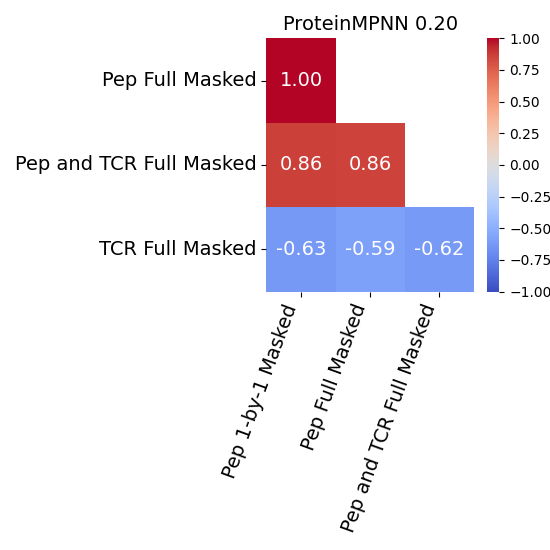 ProteinMPNN 0.20
Pep Full Masked
1.00
Pep and TCR Full Masked
0.86 0.86
TCR Full Masked
-0.63 -0.59 -0.62
Pep 1-by-1 Masked
Pep Full Masked
Pep and TCR Full Masked
1.00
0.75
0.50
0.25
0.00
−0.25
−0.50
−0.75
−1.00